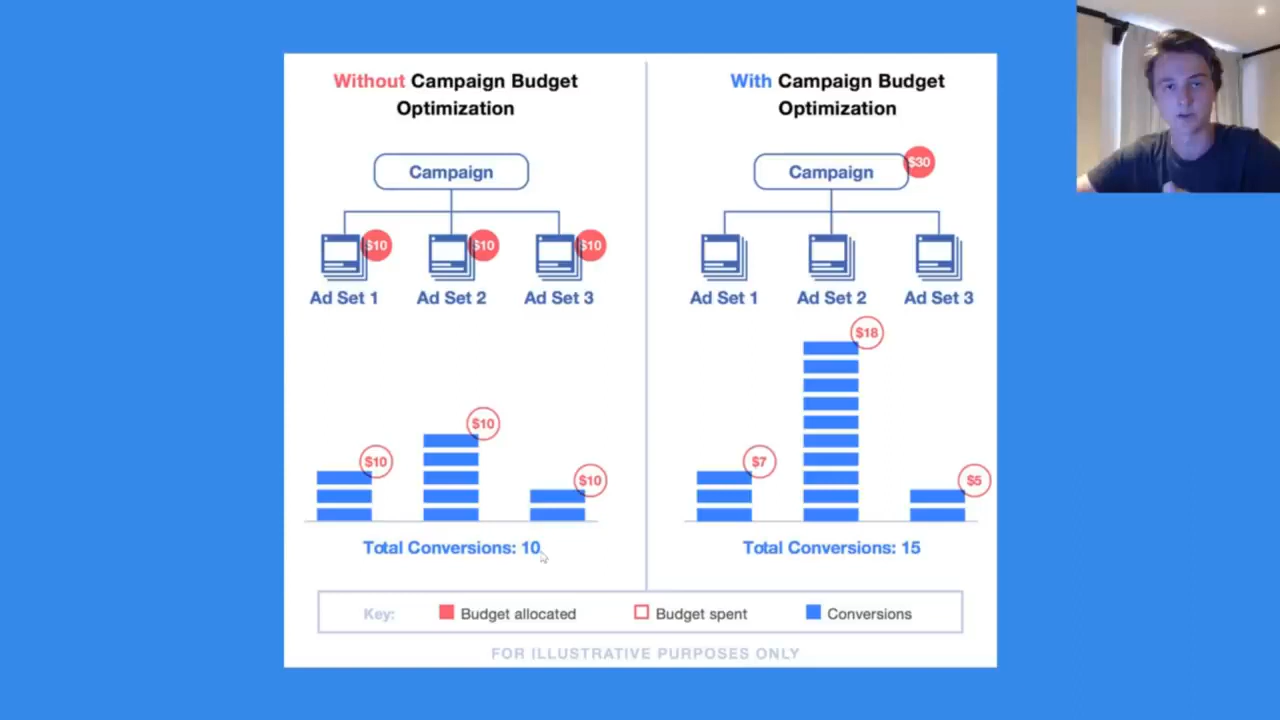 Without Campaign Budget
Optimization
Campaign
$10 $10 $10
Ad Set 1 Ad Set 2 Ad Set 3
$10
$10
$10
Total Conversions: 10
With Campaign Budget
Optimization
Campaign $30
Ad Set 1 Ad Set 2 Ad Set 3
$18
$7
$5
Total Conversions: 15
Key: Budget allocated Budget spent Conversions
FOR ILLUSTRATIVE PURPOSES ONLY